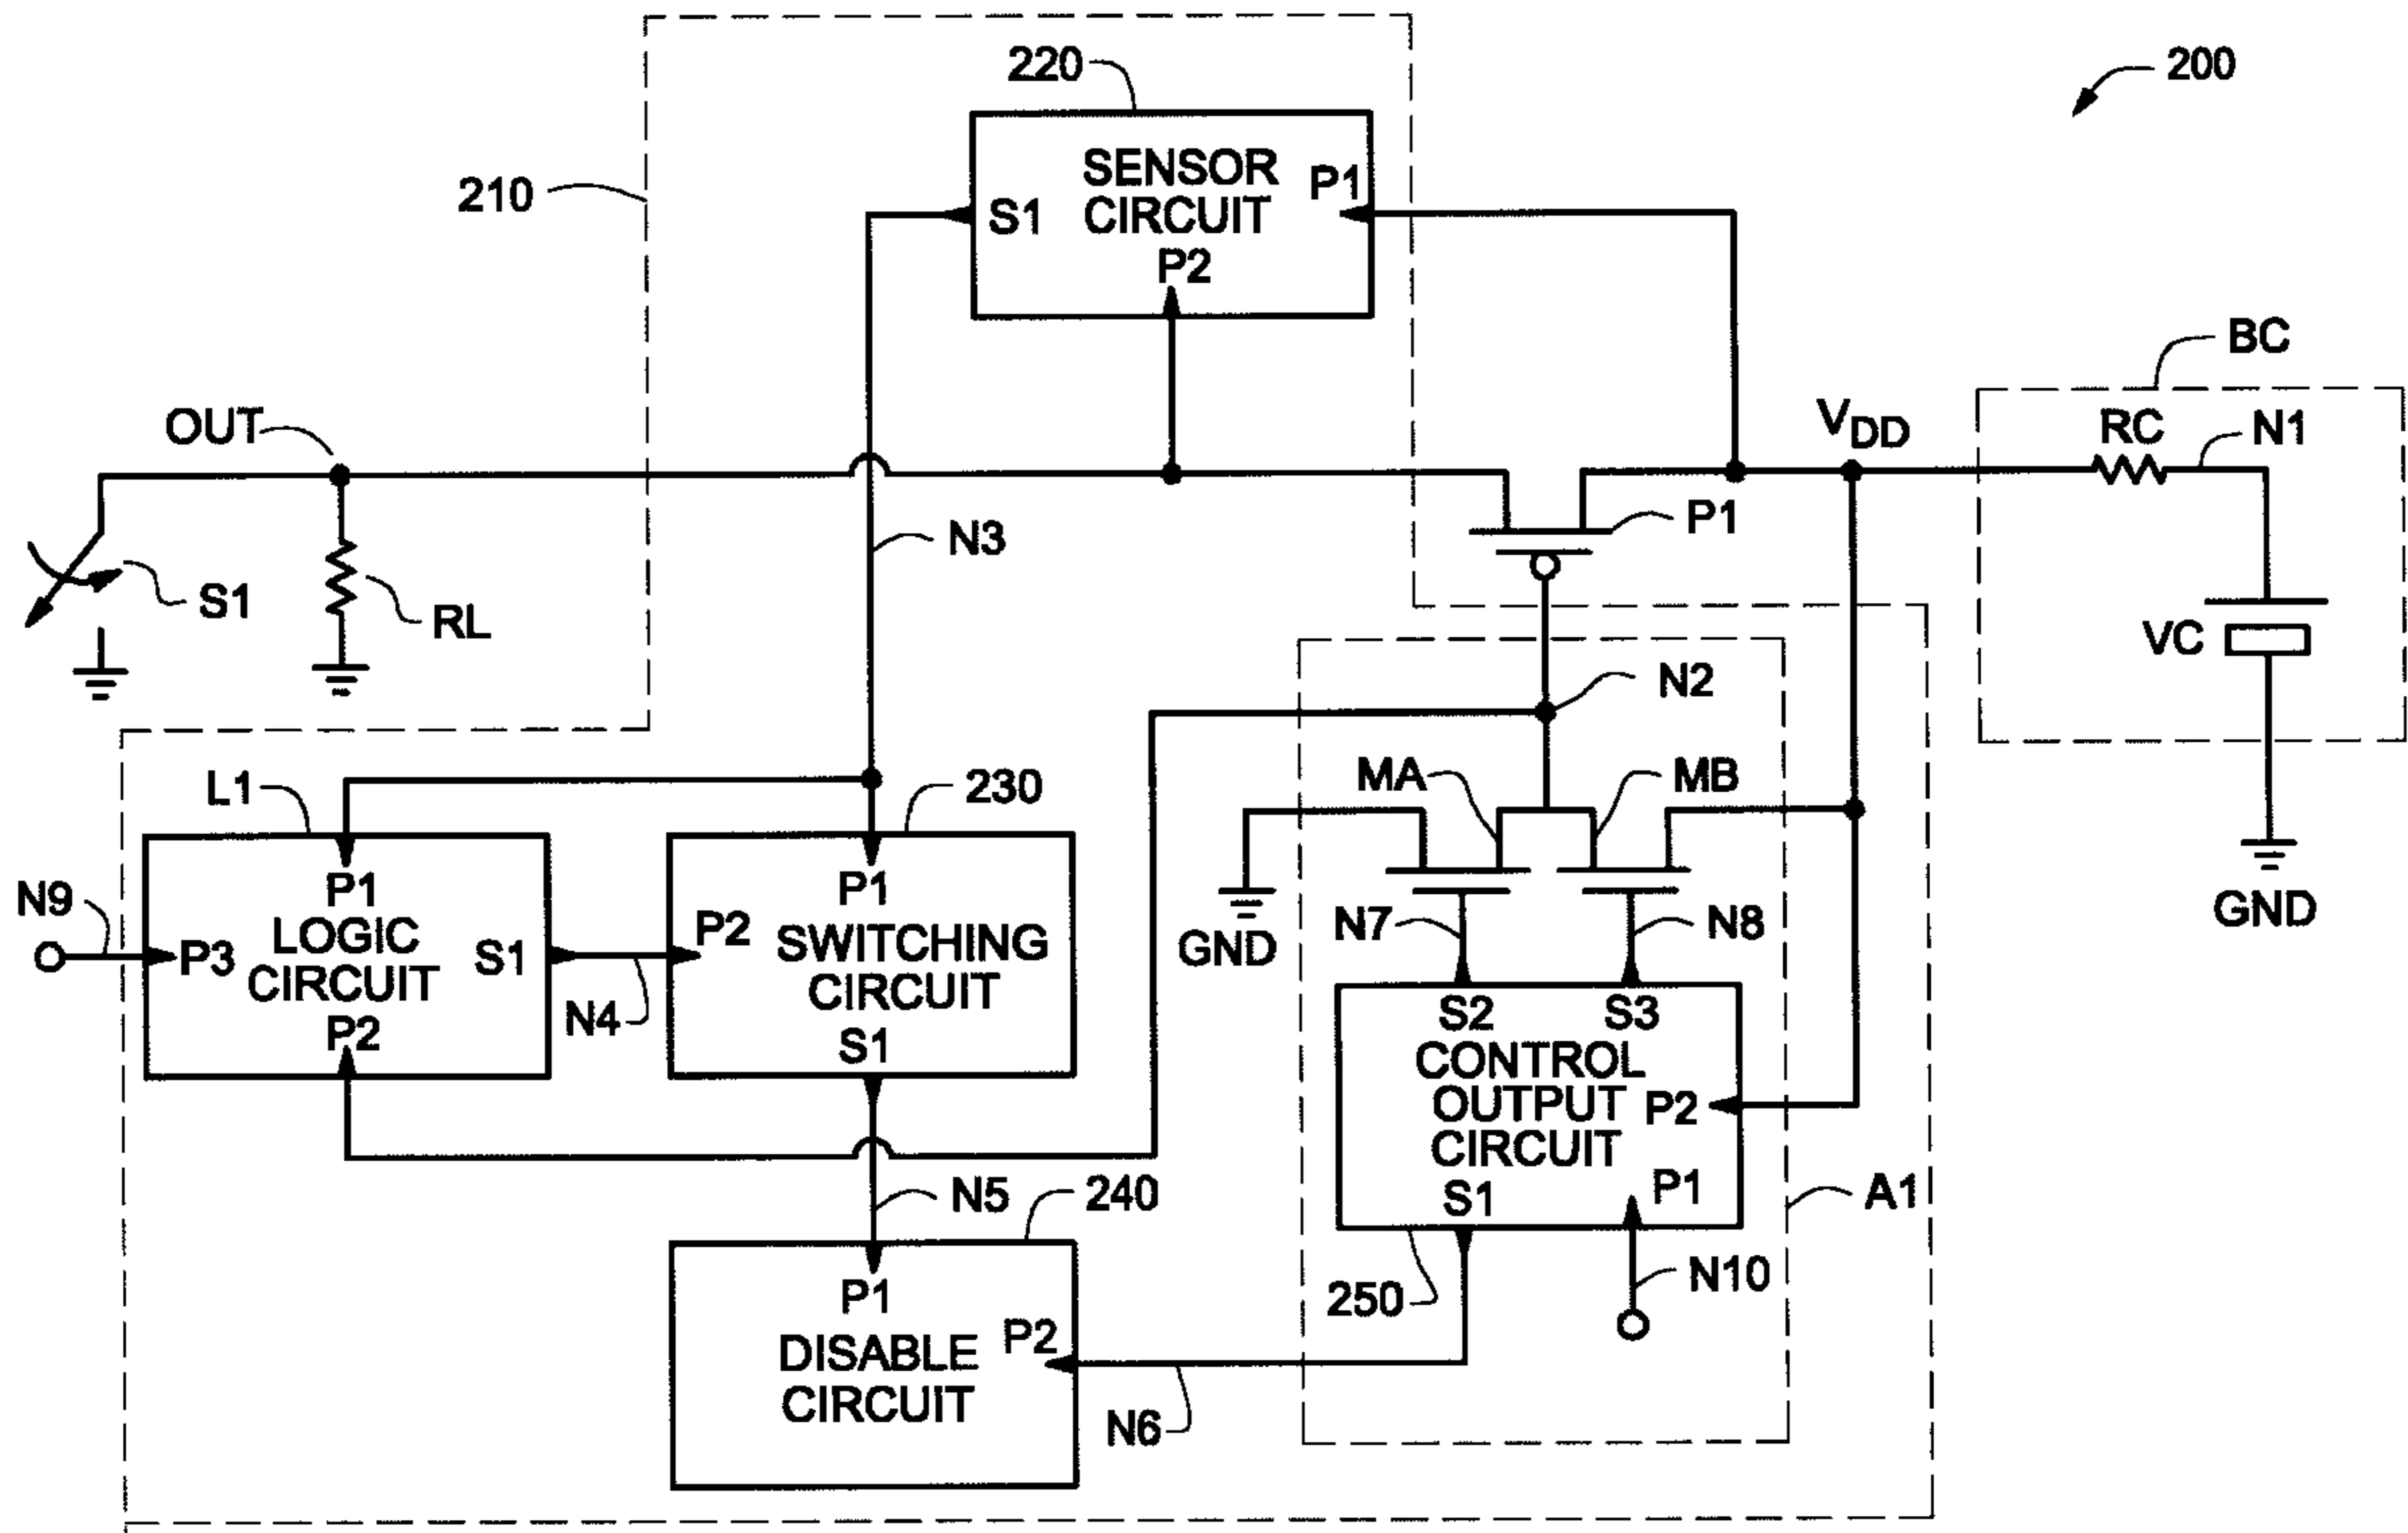 200
220
SENSOR
CIRCUIT
P1
S1
P2
210
BC
RC
N1
VDD
OUT
P1
N3
S1
RL
VC
N2
L1
230
MA
MB
N9
P1
LOGIC
CIRCUIT
P3
S1
P2
N4
P1
P2
SWITCHING
CIRCUIT
S1
GND
N7
N8
GND
S2
S3
CONTROL
OUTPUT
CIRCUIT
P2
P1
S1
A1
N5
240
250
N10
P1
P2
DISABLE
CIRCUIT
N6